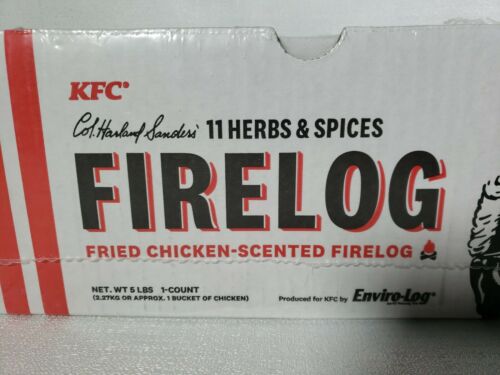 KFC®
Col. Harland Sanders' 11 HERBS & SPICES
FIRELOG
FRIED CHICKEN-SCENTED FIRELOG
NET. WT 5 LBS 1-COUNT
(2.27KG OR APPROX. 1 BUCKET OF CHICKEN)
Produced for KFC by Enviro-Log®